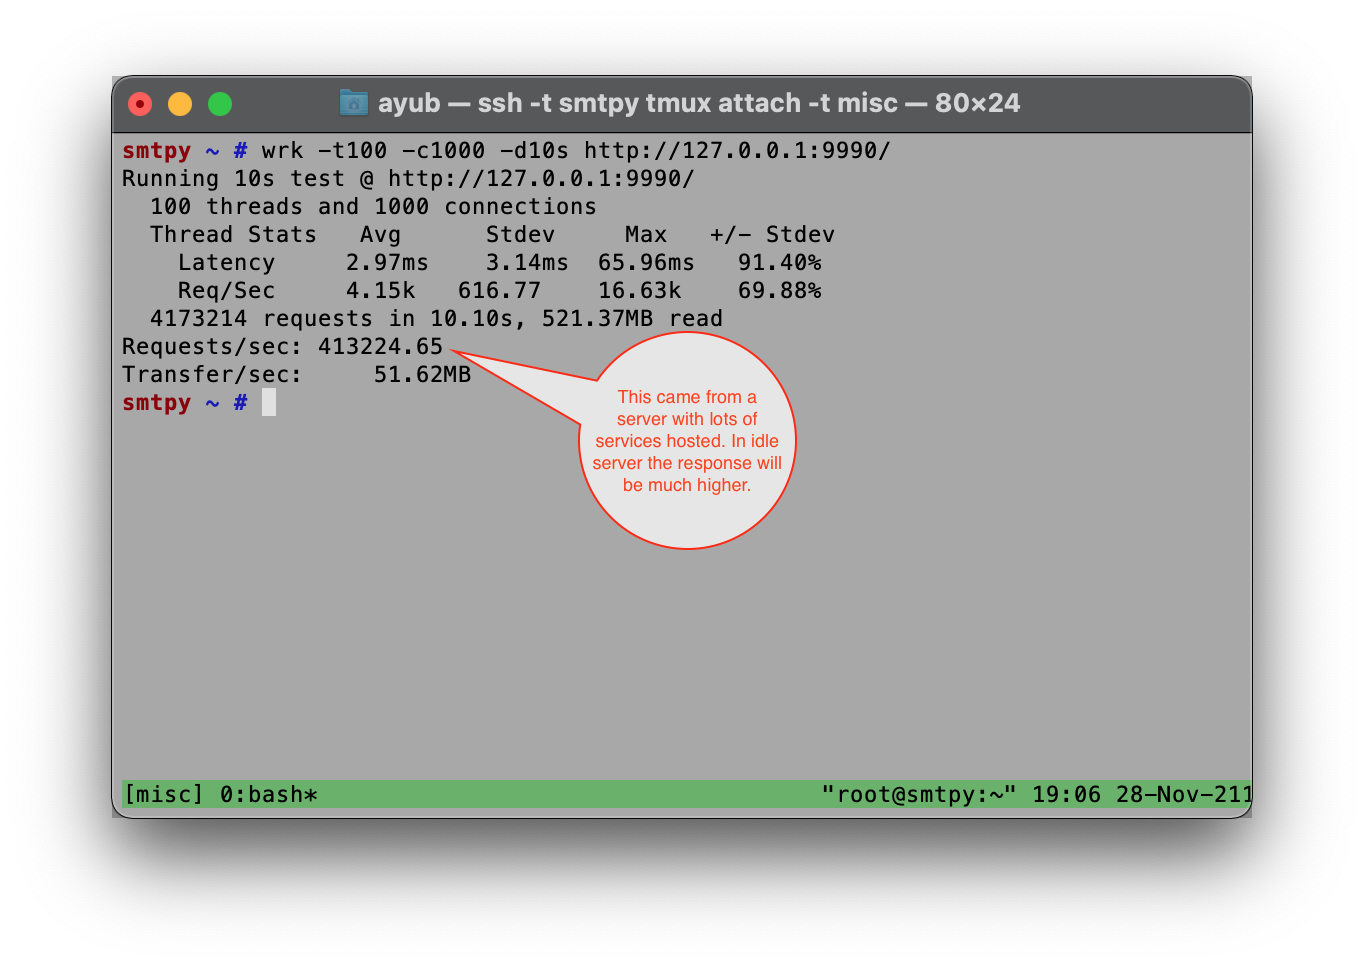 ayub — ssh -t smtpy tmux attach -t misc — 80×24
smtpy ~ # wrk -t100 -c1000 -d10s http://127.0.0.1:9990/
Running 10s test @ http://127.0.0.1:9990/
  100 threads and 1000 connections
  Thread Stats   Avg      Stdev     Max   +/- Stdev
    Latency     2.97ms    3.14ms  65.96ms   91.40%
    Req/Sec     4.15k   616.77    16.63k    69.88%
  4173214 requests in 10.10s, 521.37MB read
Requests/sec: 413224.65
Transfer/sec:     51.62MB
smtpy ~ #
This came from a
server with lots of
services hosted. In idle
server the response will
be much higher.
[misc] 0:bash* "root@smtpy:~" 19:06 28-Nov-211